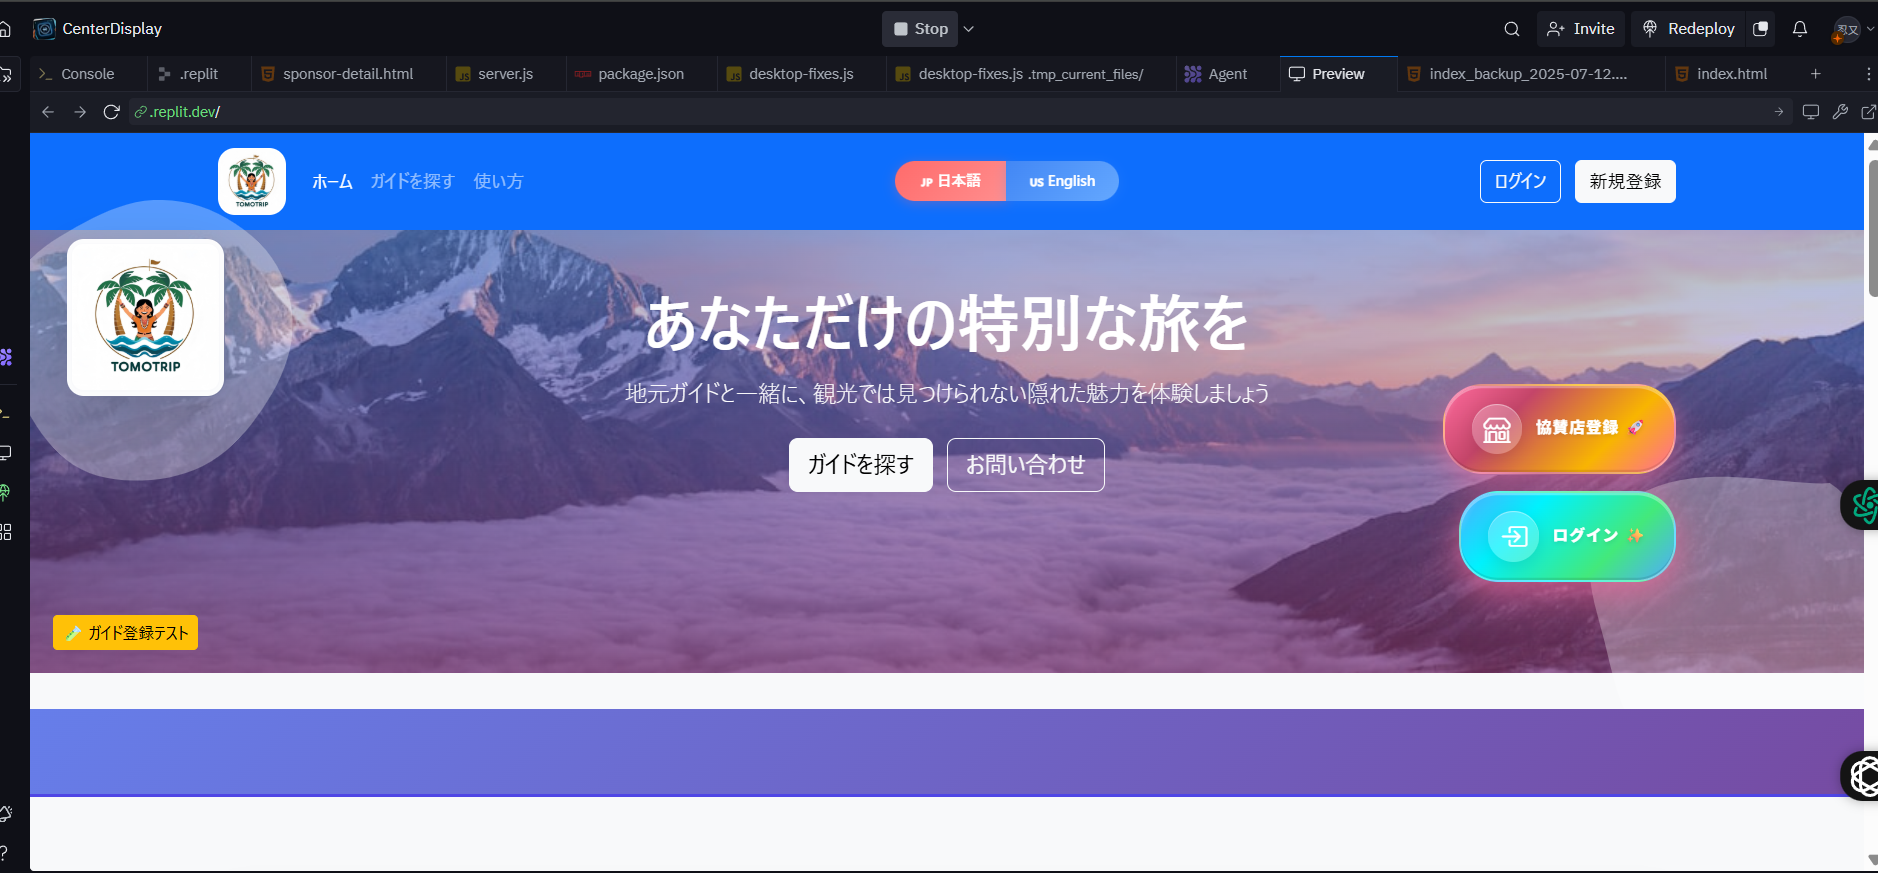 CenterDisplay
Stop
Invite
Redeploy
忍又
Console
.replit
sponsor-detail.html
server.js
package.json
desktop-fixes.js
desktop-fixes.js .tmp_current_files/
Agent
Preview
index_backup_2025-07-12....
index.html
.replit.dev/
TOMOTRIP
ホーム
ガイドを探す
使い方
JP 日本語
US English
ログイン
新規登録
TOMOTRIP
あなただけの特別な旅を
地元ガイドと一緒に、観光では見つけられない隠れた魅力を体験しましょう
ガイドを探す
お問い合わせ
協賛店登録 🚀
ログイン ✨
🧪 ガイド登録テスト